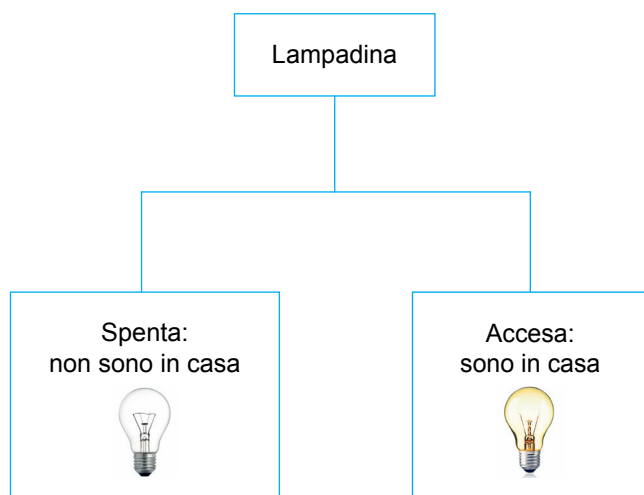 Lampadina
Spenta:
non sono in casa
Accesa:
sono in casa